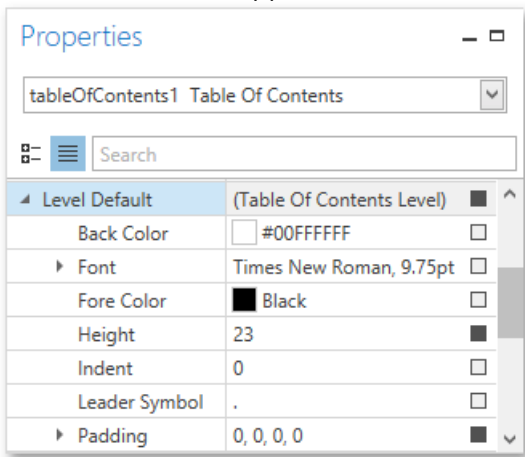 Properties
tableOfContents1 Table Of Contents
Search
Level Default (Table Of Contents Level)
Back Color #00FFFFFF
Font Times New Roman, 9.75pt
Fore Color Black
Height 23
Indent 0
Leader Symbol .
Padding 0, 0, 0, 0